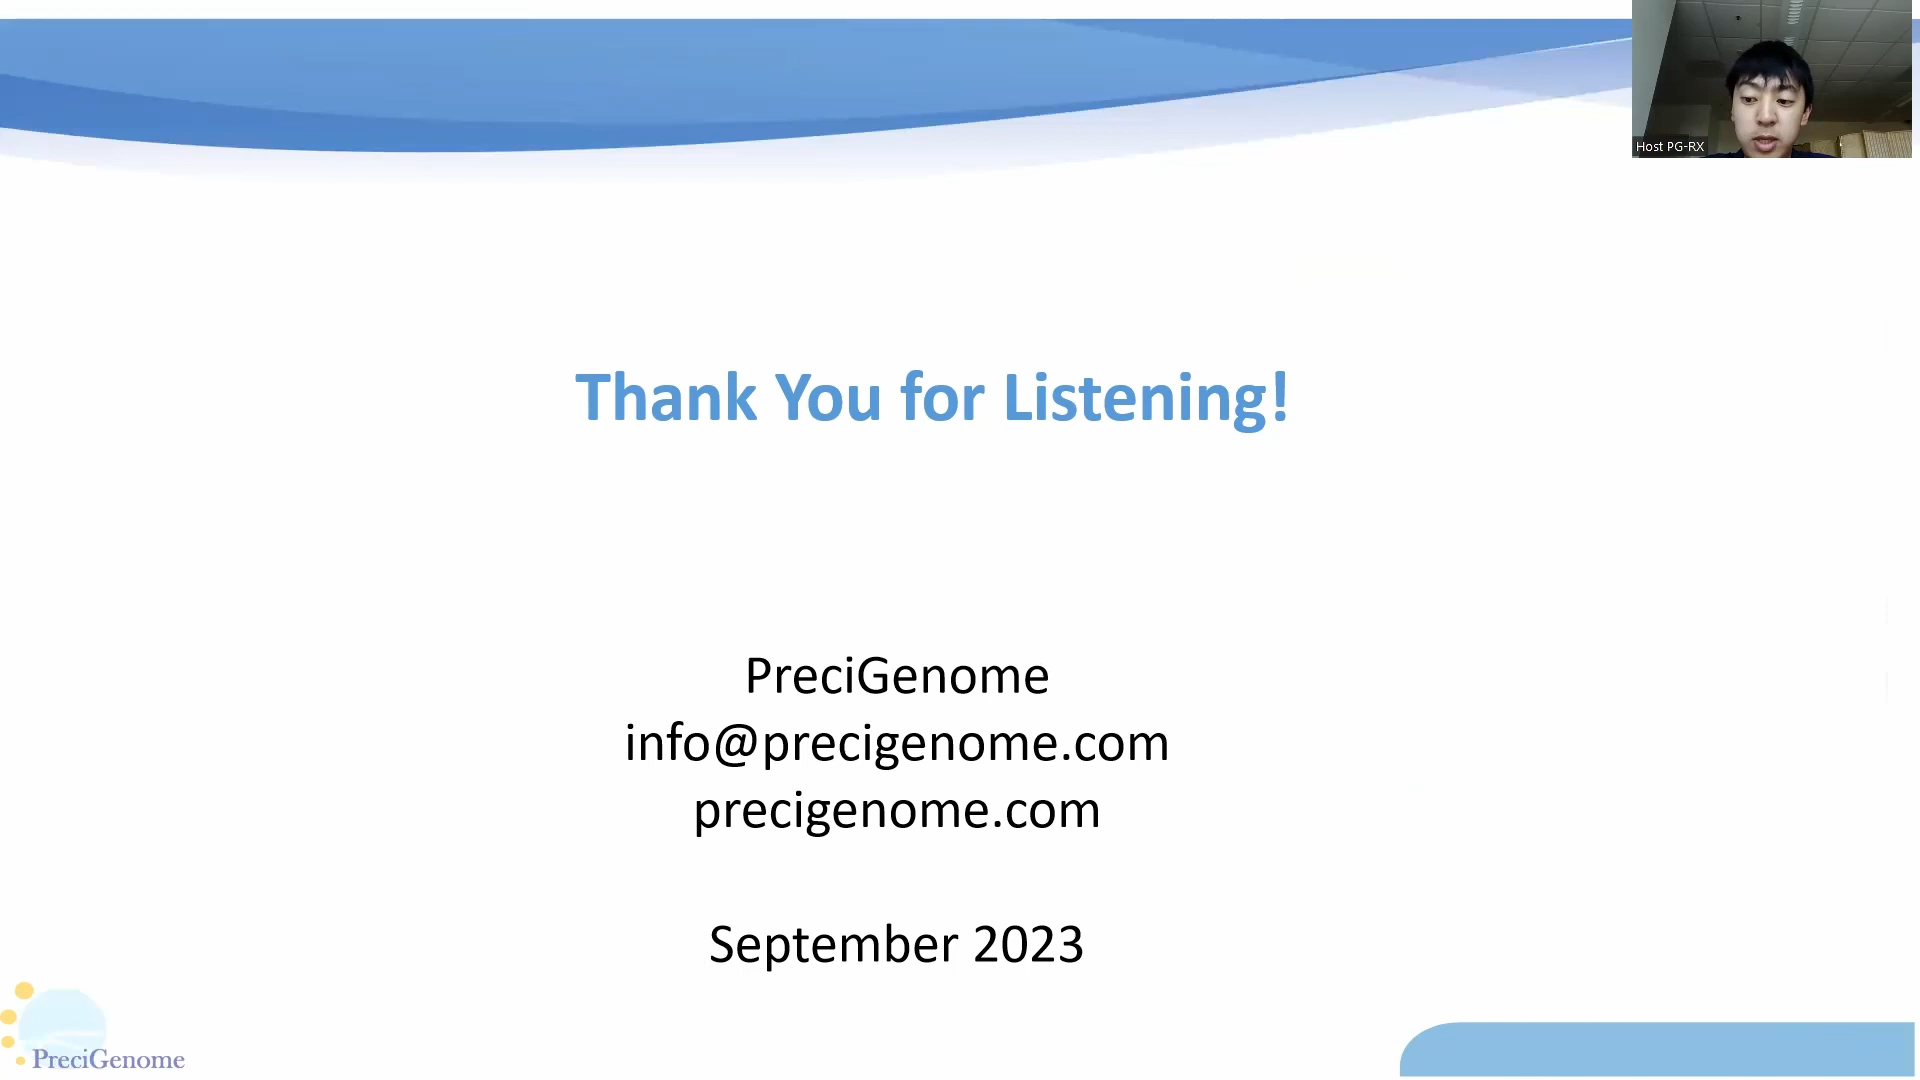 Host PG-RX
Thank You for Listening!
PreciGenome
info@precigenome.com
precigenome.com
September 2023
PreciGenome